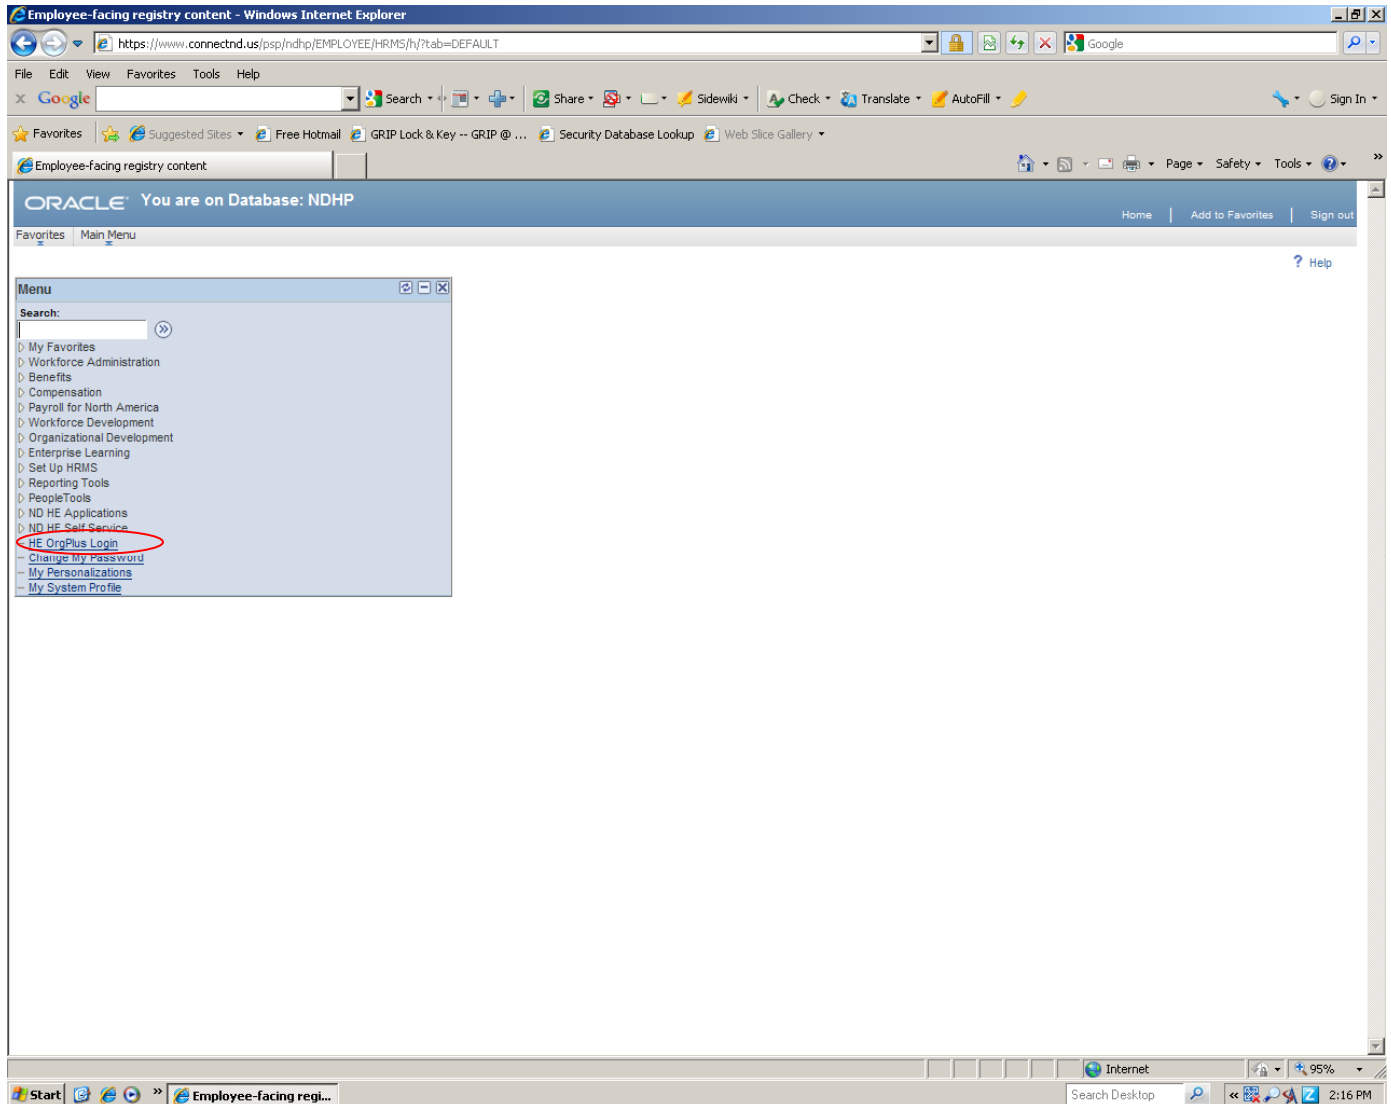 Employee-facing registry content - Windows Internet Explorer
https://www.connectnd.us/psp/ndhp/EMPLOYEE/HRMS/h/?tab=DEFAULT
Google
File Edit View Favorites Tools Help
x Google Search Share Sidewiki Check Translate AutoFill Sign In
Favorites Suggested Sites Free Hotmail GRIP Lock & Key -- GRIP @ ... Security Database Lookup Web Slice Gallery
Employee-facing registry content
Page Safety Tools »
ORACLE You are on Database: NDHP
Home | Add to Favorites | Sign out
Favorites Main Menu
? Help
Menu
Search:
My Favorites
Workforce Administration
Benefits
Compensation
Payroll for North America
Workforce Development
Organizational Development
Enterprise Learning
Set Up HRMS
Reporting Tools
PeopleTools
ND HE Applications
ND HE Self Service
HE OrgPlus Login
Change My Password
My Personalizations
My System Profile
Internet
95%
Start » Employee-facing regi...
Search Desktop
« 2:16 PM